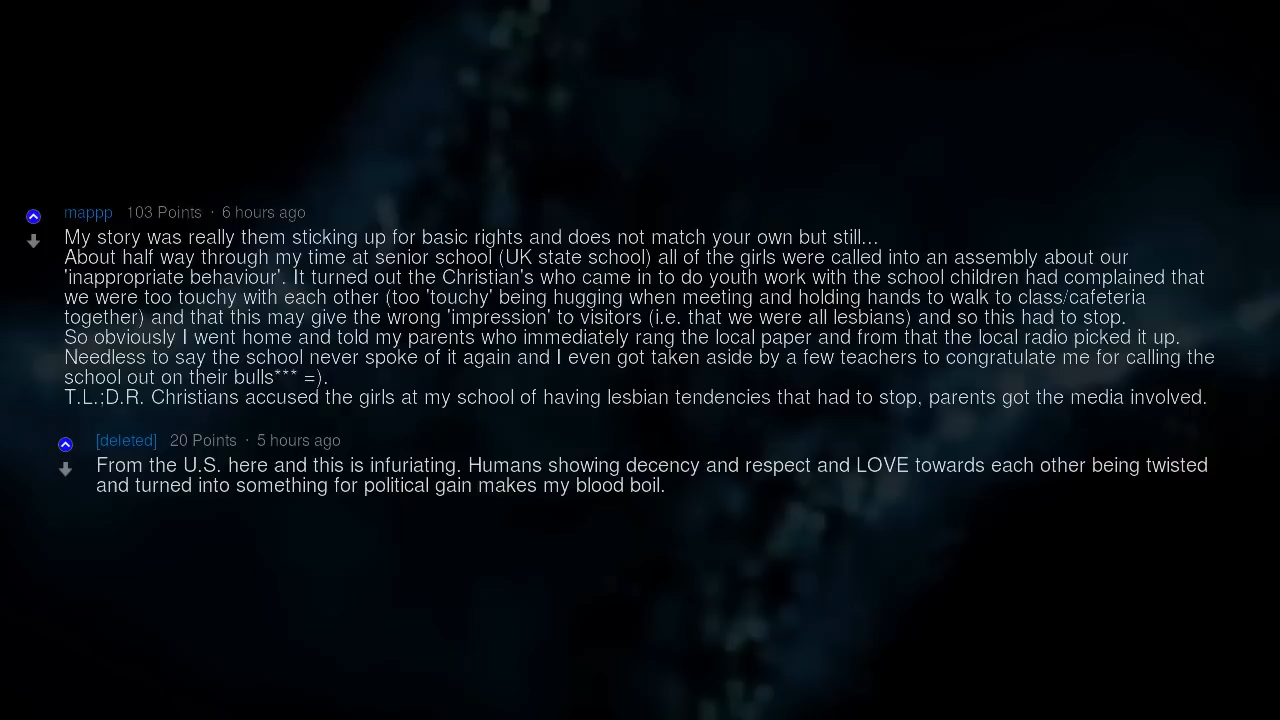 mappp 103 Points · 6 hours ago
My story was really them sticking up for basic rights and does not match your own but still...
About half way through my time at senior school (UK state school) all of the girls were called into an assembly about our
'inappropriate behaviour'. It turned out the Christian's who came in to do youth work with the school children had complained that
we were too touchy with each other (too 'touchy' being hugging when meeting and holding hands to walk to class/cafeteria
together) and that this may give the wrong 'impression' to visitors (i.e. that we were all lesbians) and so this had to stop.
So obviously I went home and told my parents who immediately rang the local paper and from that the local radio picked it up.
Needless to say the school never spoke of it again and I even got taken aside by a few teachers to congratulate me for calling the
school out on their bulls*** =).
T.L.;D.R. Christians accused the girls at my school of having lesbian tendencies that had to stop, parents got the media involved.
[deleted] 20 Points · 5 hours ago
From the U.S. here and this is infuriating. Humans showing decency and respect and LOVE towards each other being twisted
and turned into something for political gain makes my blood boil.